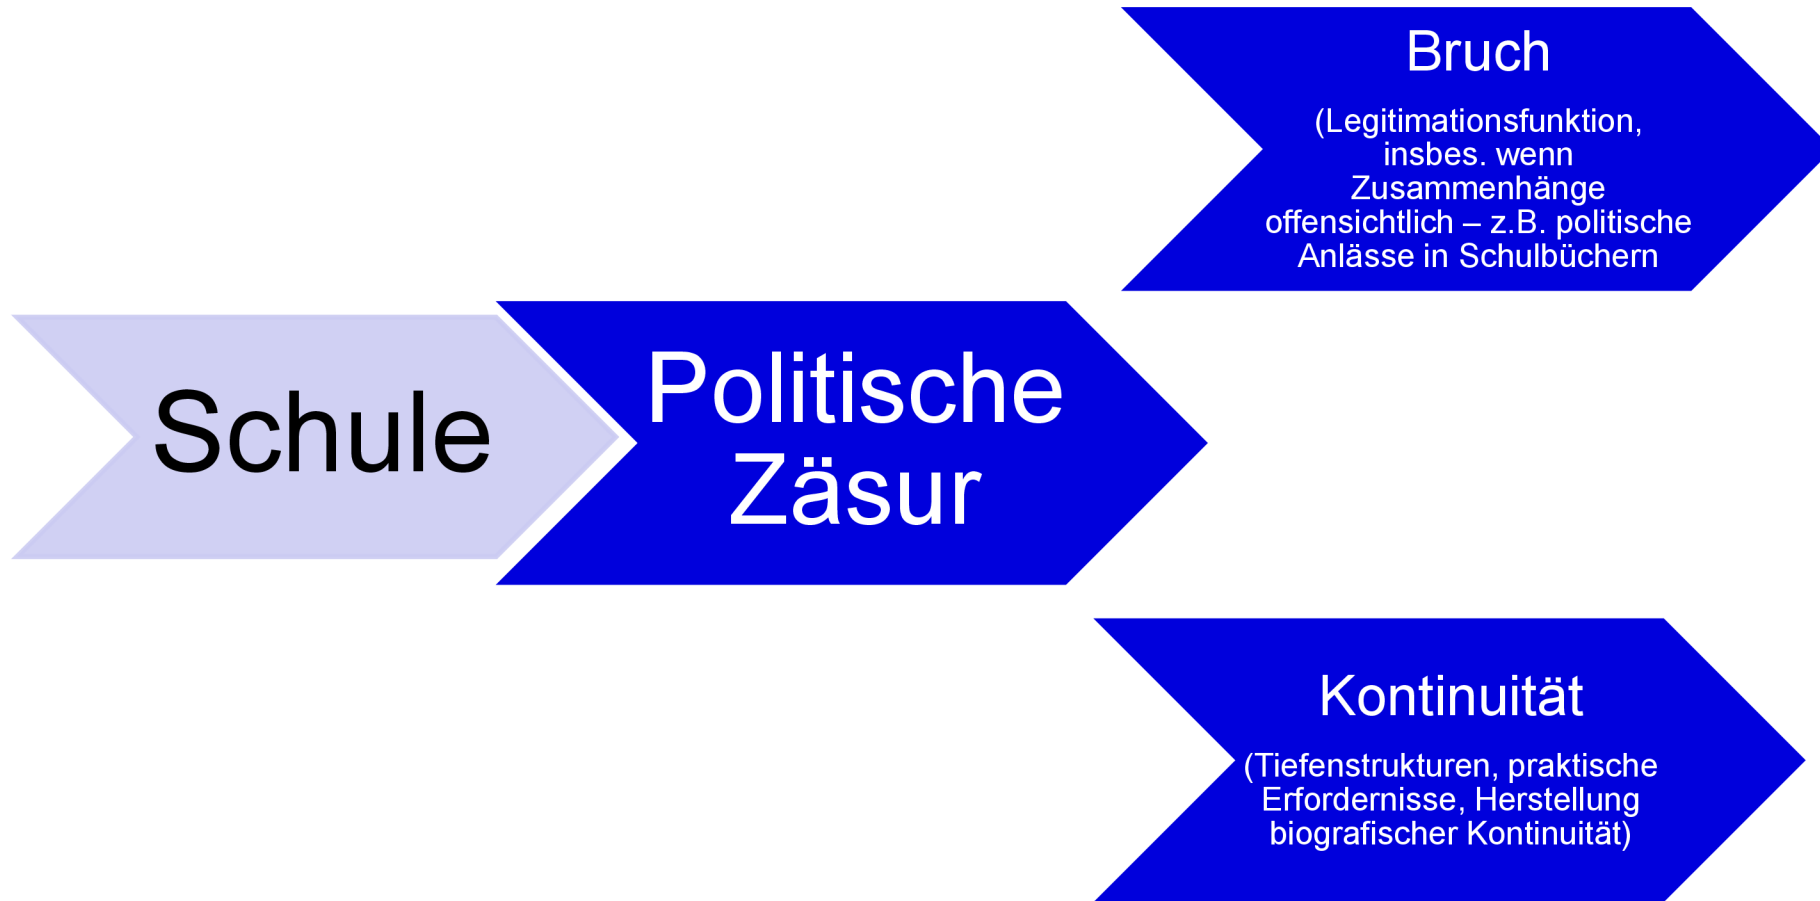 Bruch
(Legitimationsfunktion,
insbes. wenn
Zusammenhänge
offensichtlich – z.B. politische
Anlässe in Schulbüchern
Schule
Politische
Zäsur
Kontinuität
(Tiefenstrukturen, praktische
Erfordernisse, Herstellung
biografischer Kontinuität)